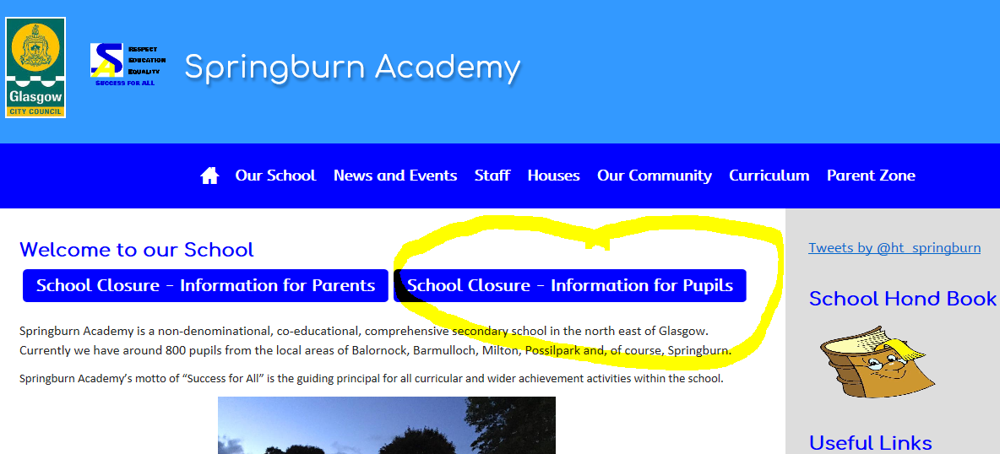 Glasgow
CITY COUNCIL
RESPECT
EDUCATION
EQUALITY
SUCCESS FOR ALL
Springburn Academy
Our School News and Events Staff Houses Our Community Curriculum Parent Zone
Welcome to our School
School Closure - Information for Parents School Closure - Information for Pupils
Springburn Academy is a non-denominational, co-educational, comprehensive secondary school in the north east of Glasgow.
Currently we have around 800 pupils from the local areas of Balornock, Barmulloch, Milton, Possilpark and, of course, Springburn.
Springburn Academy’s motto of “Success for All” is the guiding principal for all curricular and wider achievement activities within the school.
Tweets by @ht_springburn
School Hand Book
Useful Links